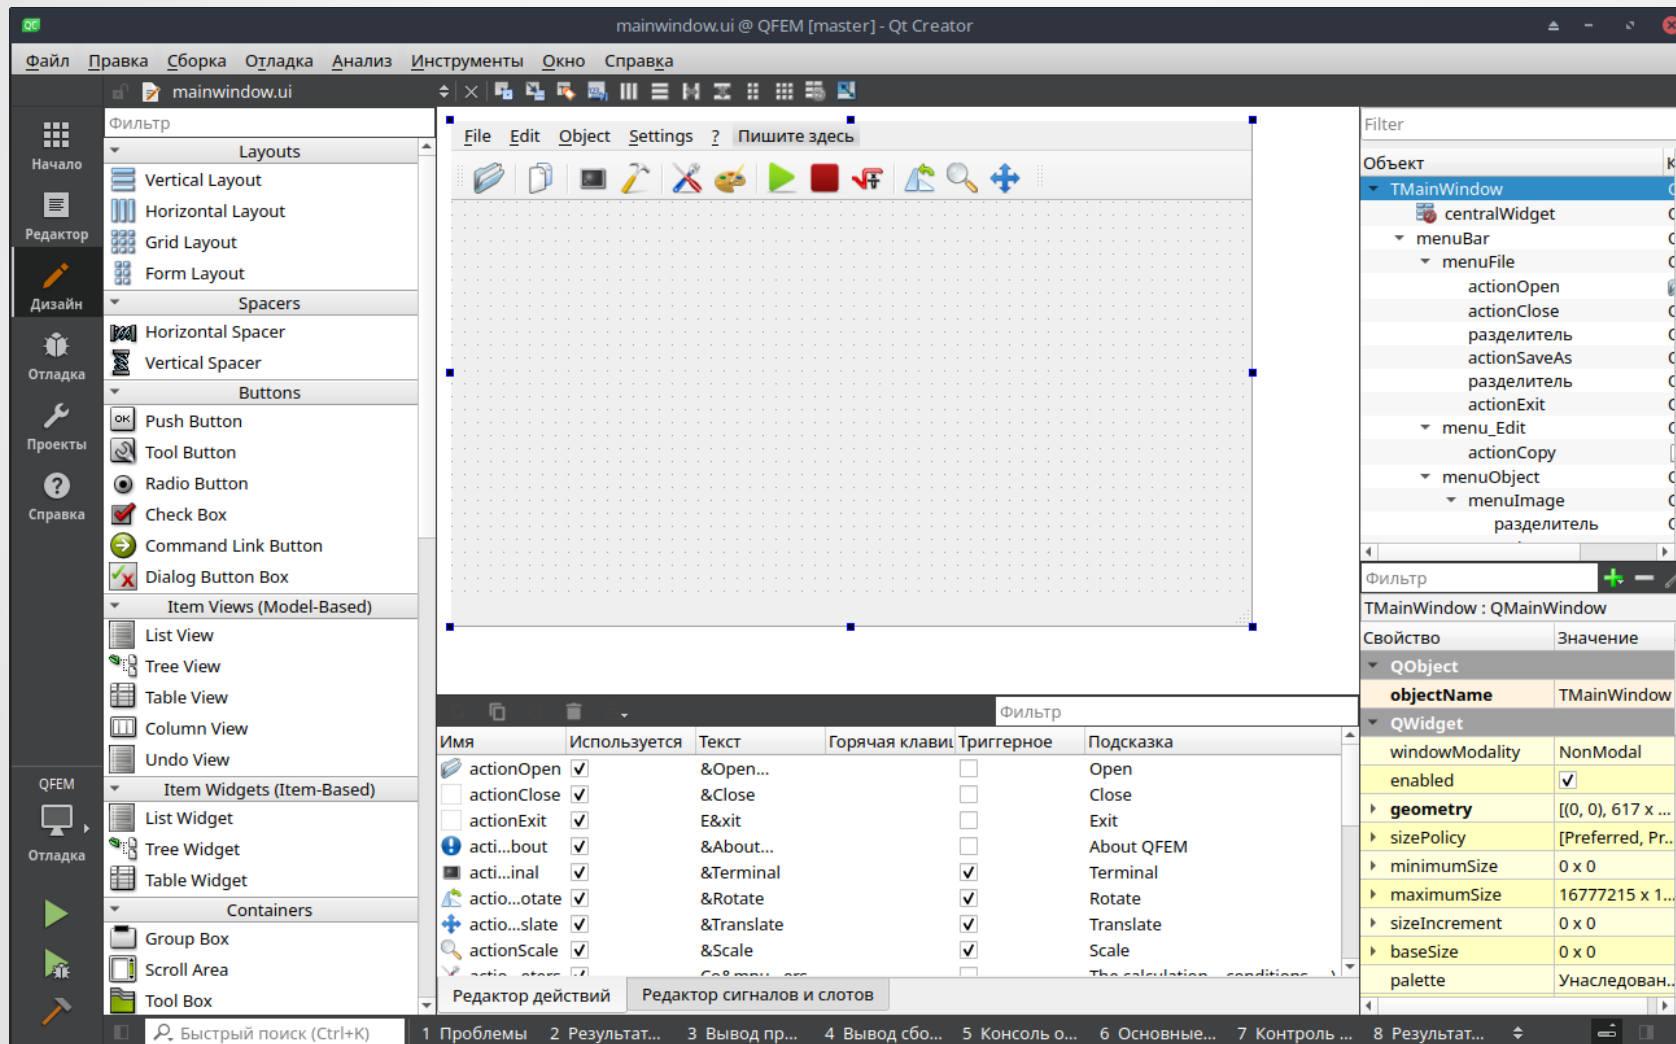 mainwindow.ui @ QFEM [master] - Qt Creator
Файл Правка Сборка Отладка Анализ Инструменты Окно Справка
mainwindow.ui
Начало
Редактор
Дизайн
Отладка
Проекты
Справка
QFEM
Отладка
Фильтр
Layouts
Vertical Layout
Horizontal Layout
Grid Layout
Form Layout
Spacers
Horizontal Spacer
Vertical Spacer
Buttons
OK Push Button
Tool Button
Radio Button
Check Box
Command Link Button
Dialog Button Box
Item Views (Model-Based)
List View
Tree View
Table View
Column View
Undo View
Item Widgets (Item-Based)
List Widget
Tree Widget
Table Widget
Containers
Group Box
Scroll Area
Tool Box
File Edit Object Settings ? Пишите здесь
Фильтр
Имя Используется Текст Горячая клавиш Триггерное Подсказка
actionOpen &Open... Open
actionClose &Close Close
actionExit E&xit Exit
acti...bout &About... About QFEM
acti...inal &Terminal Terminal
actio...otate &Rotate Rotate
actio...slate &Translate Translate
actionScale &Scale Scale
Редактор действий Редактор сигналов и слотов
Filter
Объект
TMainWindow
centralWidget
menuBar
menuFile
actionOpen
actionClose
разделитель
actionSaveAs
разделитель
actionExit
menu_Edit
actionCopy
menuObject
menuImage
разделитель
Фильтр
TMainWindow : QMainWindow
Свойство Значение
QObject
objectName TMainWindow
QWidget
windowModality NonModal
enabled
geometry [(0, 0), 617 x ...
sizePolicy [Preferred, Pr...
minimumSize 0 x 0
maximumSize 16777215 x 1...
sizeIncrement 0 x 0
baseSize 0 x 0
palette Унаследован...
Быстрый поиск (Ctrl+K) 1 Проблемы 2 Результат... 3 Вывод пр... 4 Вывод сбо... 5 Консоль о... 6 Основные... 7 Контроль ... 8 Результат...